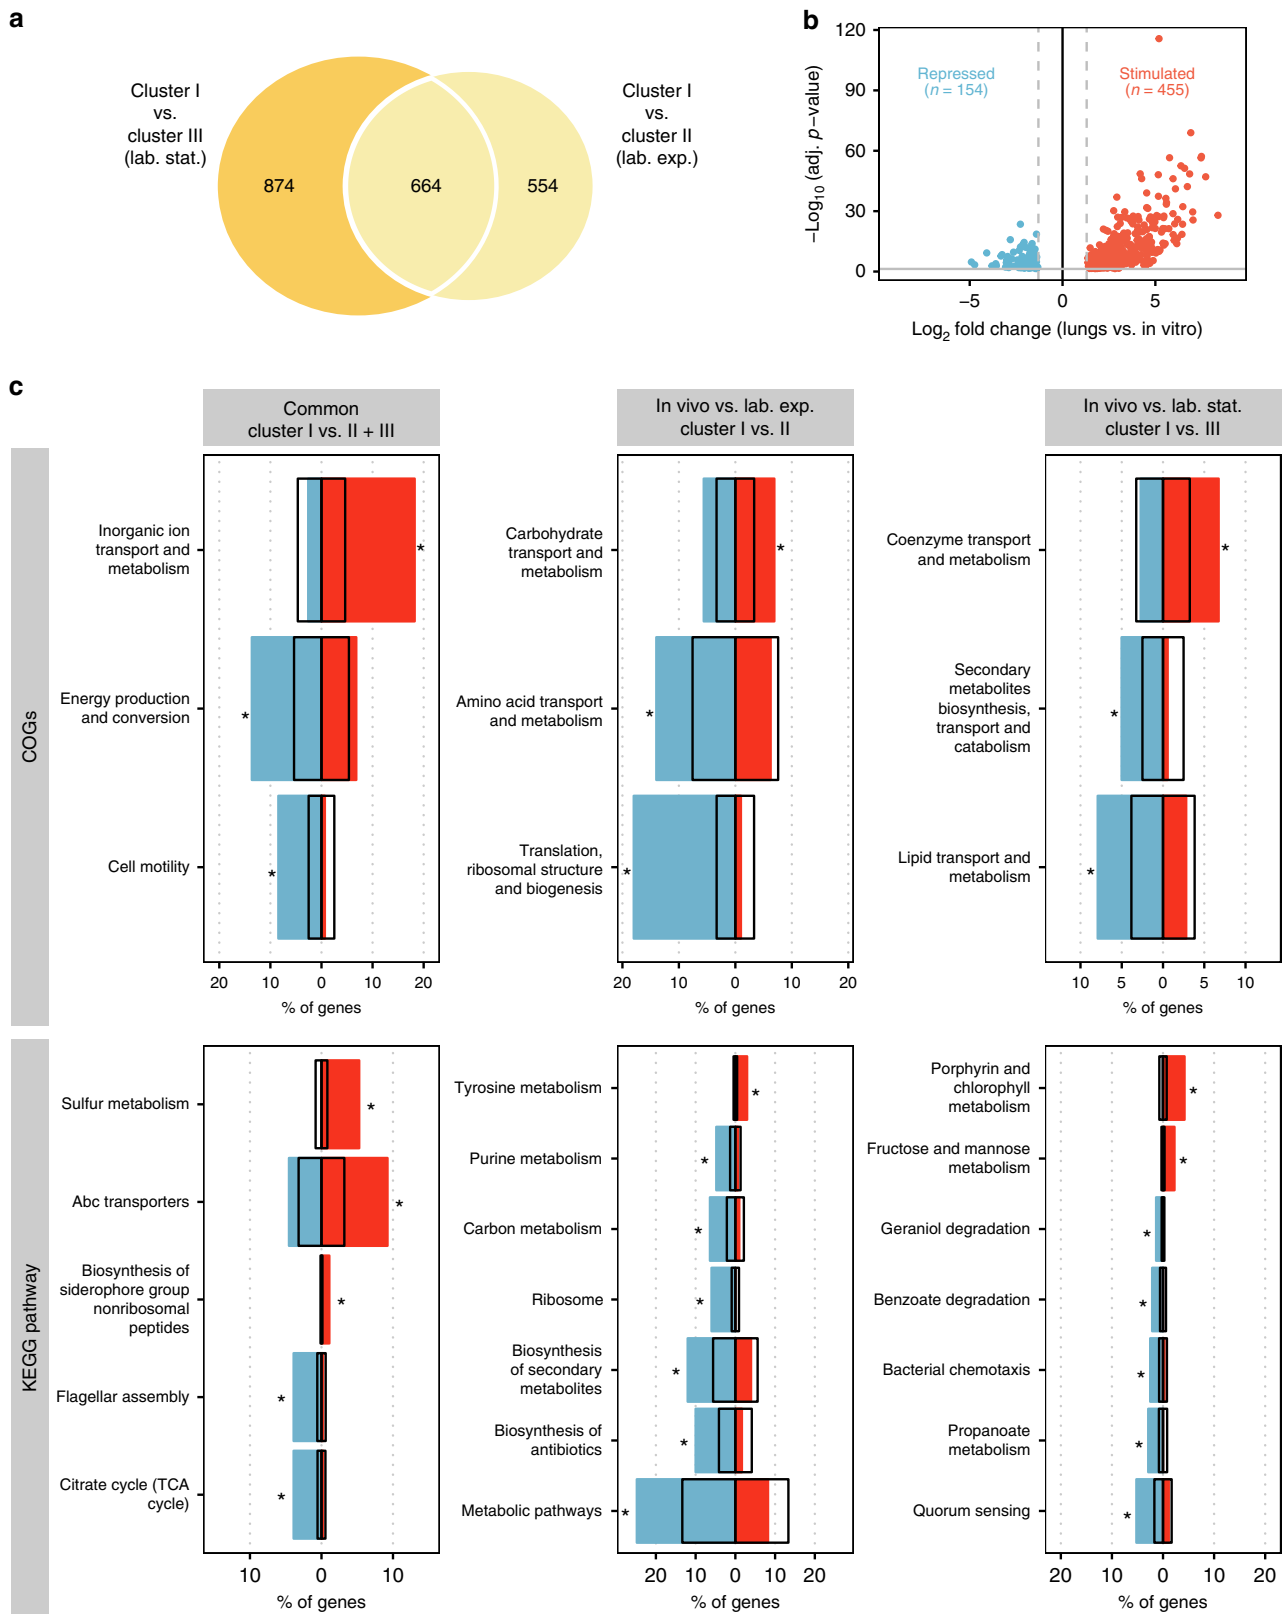 a
Cluster I
vs.
cluster III
(lab. stat.)
874
664
554
Cluster I
vs.
cluster II
(lab. exp.)
b
−Log10 (adj. p−value)
120
90
60
30
0
Repressed
(n = 154)
Stimulated
(n = 455)
−5
0
5
Log2 fold change (lungs vs. in vitro)
c
Common
cluster I vs. II + III
In vivo vs. lab. exp.
cluster I vs. II
In vivo vs. lab. stat.
cluster I vs. III
COGs
Inorganic ion
transport and
metabolism
*
Energy production
and conversion
*
Cell motility
*
20 10 0 10 20
% of genes
Carbohydrate
transport and
metabolism
*
Amino acid transport
and metabolism
*
Translation,
ribosomal structure
and biogenesis
*
20 10 0 10 20
% of genes
Coenzyme transport
and metabolism
*
Secondary
metabolites
biosynthesis,
transport and
catabolism
*
Lipid transport and
metabolism
*
10 5 0 5 10
% of genes
KEGG pathway
Sulfur metabolism
*
Abc transporters
*
Biosynthesis of
siderophore group
nonribosomal
peptides
*
Flagellar assembly
*
Citrate cycle (TCA
cycle)
*
10 0 10
% of genes
Tyrosine metabolism
*
Purine metabolism
*
Carbon metabolism
*
Ribosome
*
Biosynthesis
of secondary
metabolites
*
Biosynthesis of
antibiotics
*
Metabolic pathways
*
20 10 0 10 20
% of genes
Porphyrin and
chlorophyll
metabolism
*
Fructose and mannose
metabolism
*
Geraniol degradation
*
Benzoate degradation
*
Bacterial chemotaxis
*
Propanoate
metabolism
*
Quorum sensing
*
20 10 0 10 20
% of genes